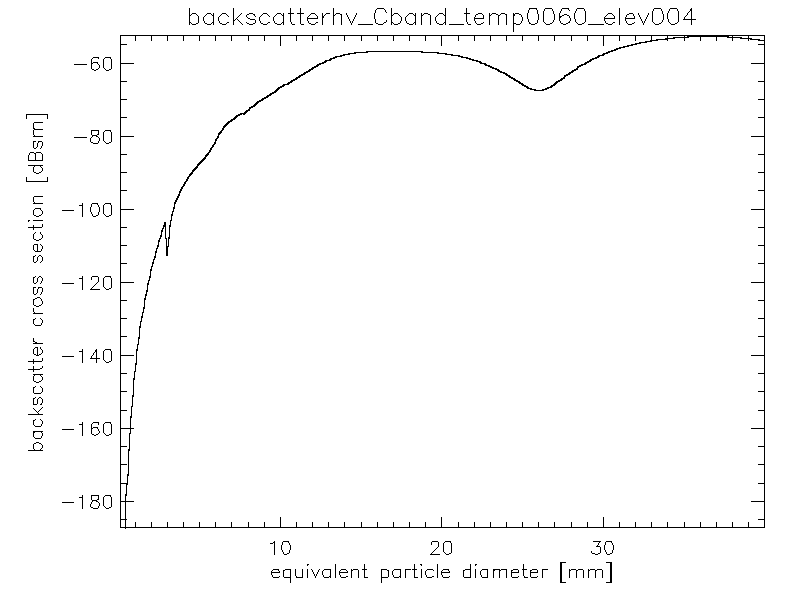 backscatterhv_Cband_temp0060_elev004
backscatter cross section [dBsm]
-60
-80
-100
-120
-140
-160
-180
10 20 30
equivalent particle diameter [mm]